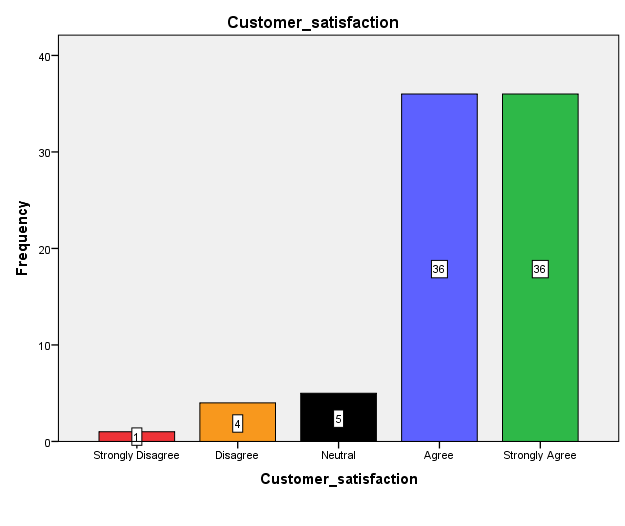 Customer_satisfaction
40
30
20
10
0
Frequency
1
4
5
36
36
Strongly Disagree
Disagree
Neutral
Agree
Strongly Agree
Customer_satisfaction